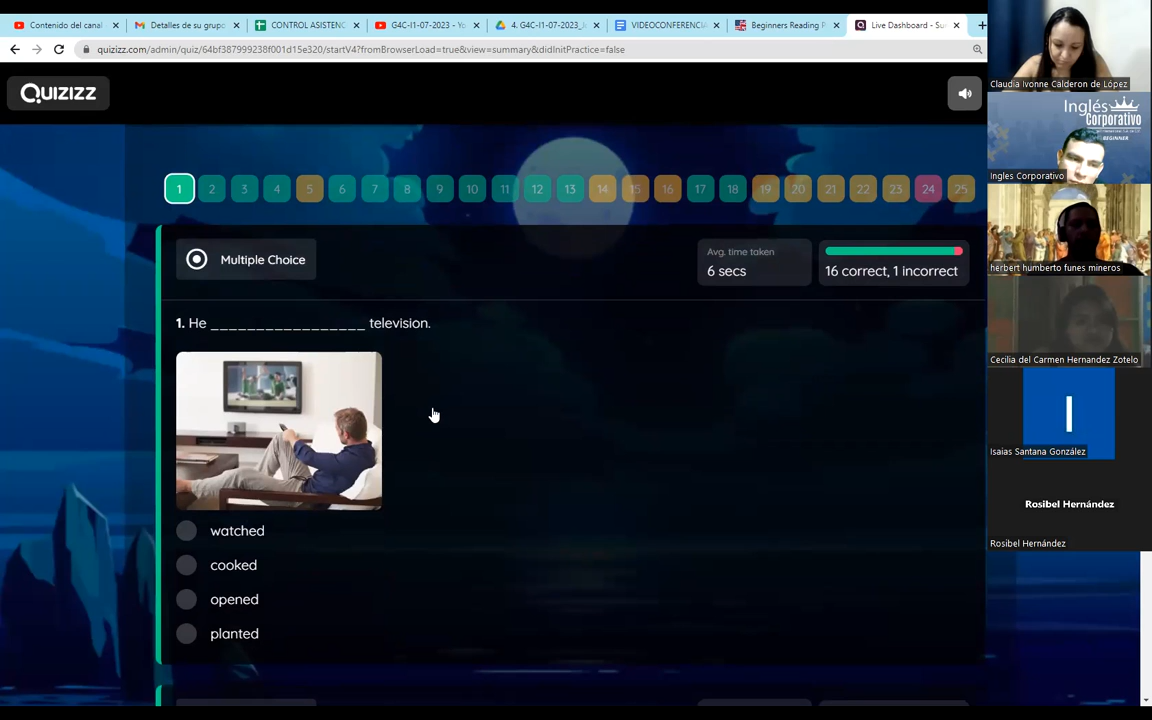 Contenido del canal
Detalles de su grupo
CONTROL ASISTENC
G4C-I1-07-2023 - Yo
4. G4C-I1-07-2023_
VIDEOCONFERENCIA
Beginners Reading P
Live Dashboard - Su
quizizz.com/admin/quiz/64bf387999238f001d15e320/startV4?fromBrowserLoad=true&view=summary&didInitPractice=false
Quizizz
1 2 3 4 5 6 7 8 9 10 11 12 13 14 15 16 17 18 19 20 21 22 23 24 25
Multiple Choice
Avg. time taken
6 secs
16 correct, 1 incorrect
1. He _________________ television.
watched
cooked
opened
planted
Claudia Ivonne Calderon de López
Inglés
Corporativo
BEGINNER
Ingles Corporativo
herbert humberto funes mineros
Cecilia del Carmen Hernandez Zotelo
I
Isaias Santana González
Rosibel Hernández
Rosibel Hernández